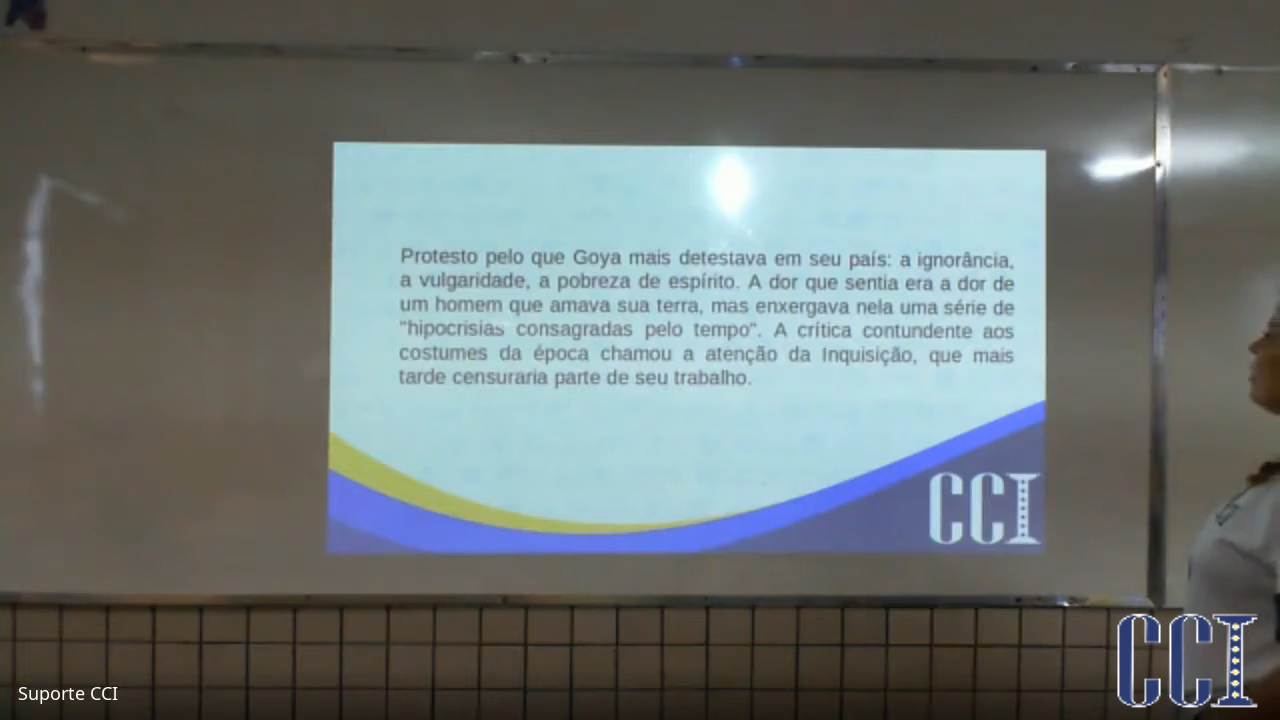 Protesto pelo que Goya mais detestava em seu país: a ignorância,
a vulgaridade, a pobreza de espírito. A dor que sentia era a dor de
um homem que amava sua terra, mas enxergava nela uma série de
"hipocrisias consagradas pelo tempo". A crítica contundente aos
costumes da época chamou a atenção da Inquisição, que mais
tarde censuraria parte de seu trabalho.
CCI
CCI
Suporte CCI